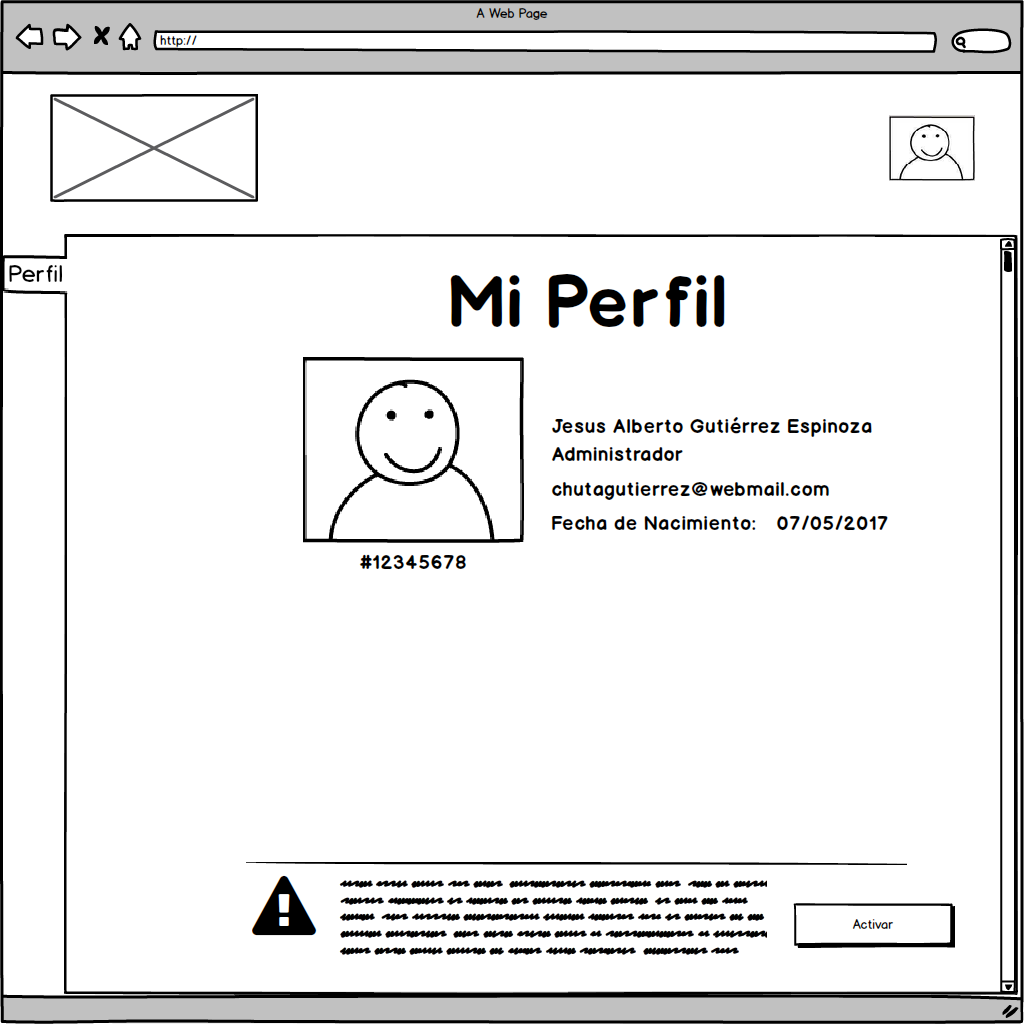 A Web Page
http://
Perfil
Mi Perfil
Jesus Alberto Gutiérrez Espinoza
Administrador
chutagutierrez@webmail.com
Fecha de Nacimiento: 07/05/2017
#12345678
Activar